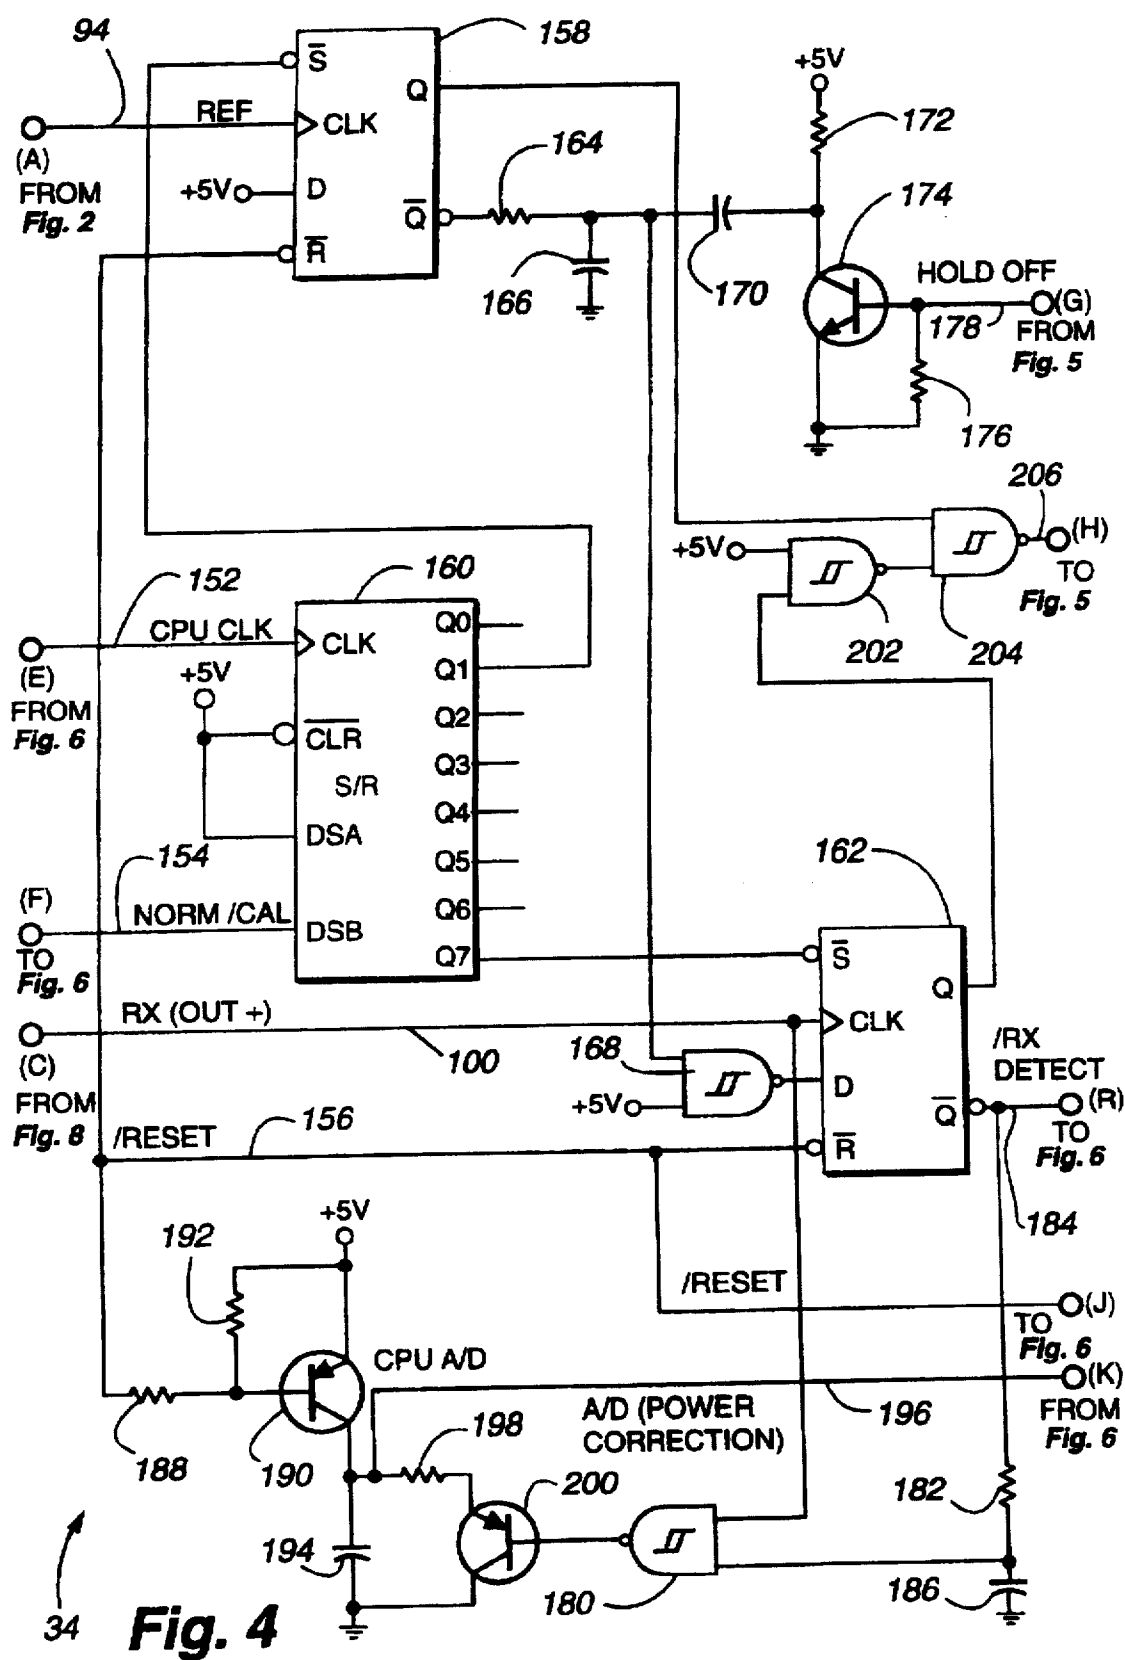 94
158
S
Q
+5V
REF
CLK
172
(A)
FROM
Fig. 2
+5V
D
164
174
Q
R
166
170
HOLD OFF
(G)
178
FROM
Fig. 5
176
206
(H)
+5V
TO
Fig. 5
152
160
CPU CLK
CLK
Q0
202
204
(E)
FROM
Fig. 6
+5V
Q1
Q2
CLR
Q3
S/R
Q4
DSA
154
Q5
162
(F)
NORM /CAL
DSB
Q6
TO
Fig. 6
Q7
S
Q
RX (OUT +)
CLK
(C)
100
168
/RX
DETECT
FROM
Fig. 8
+5V
D
Q
(R)
156
TO
Fig. 6
/RESET
R
184
+5V
192
/RESET
(J)
TO
Fig. 6
CPU A/D
(K)
A/D (POWER
CORRECTION)
196
FROM
Fig. 6
188
190
198
200
182
194
180
186
34
Fig. 4